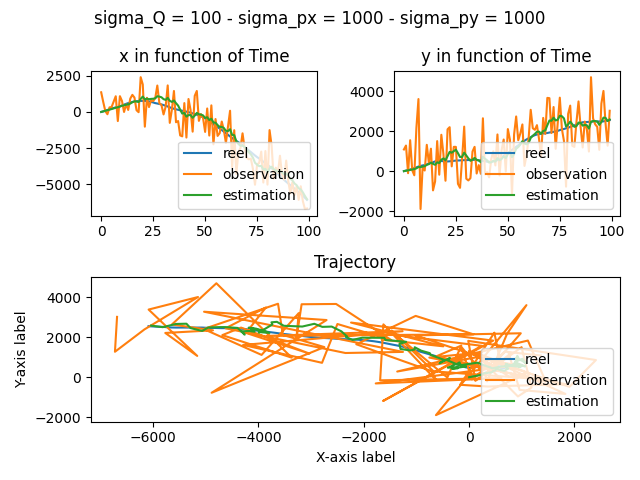 sigma_Q = 100 - sigma_px = 1000 - sigma_py = 1000
x in function of Time
2500
0
−2500
−5000
0 25 50 75 100
reel
observation
estimation
y in function of Time
4000
2000
0
−2000
0 25 50 75 100
reel
observation
estimation
Trajectory
Y-axis label
4000
2000
0
−2000
−6000 −4000 −2000 0 2000
X-axis label
reel
observation
estimation